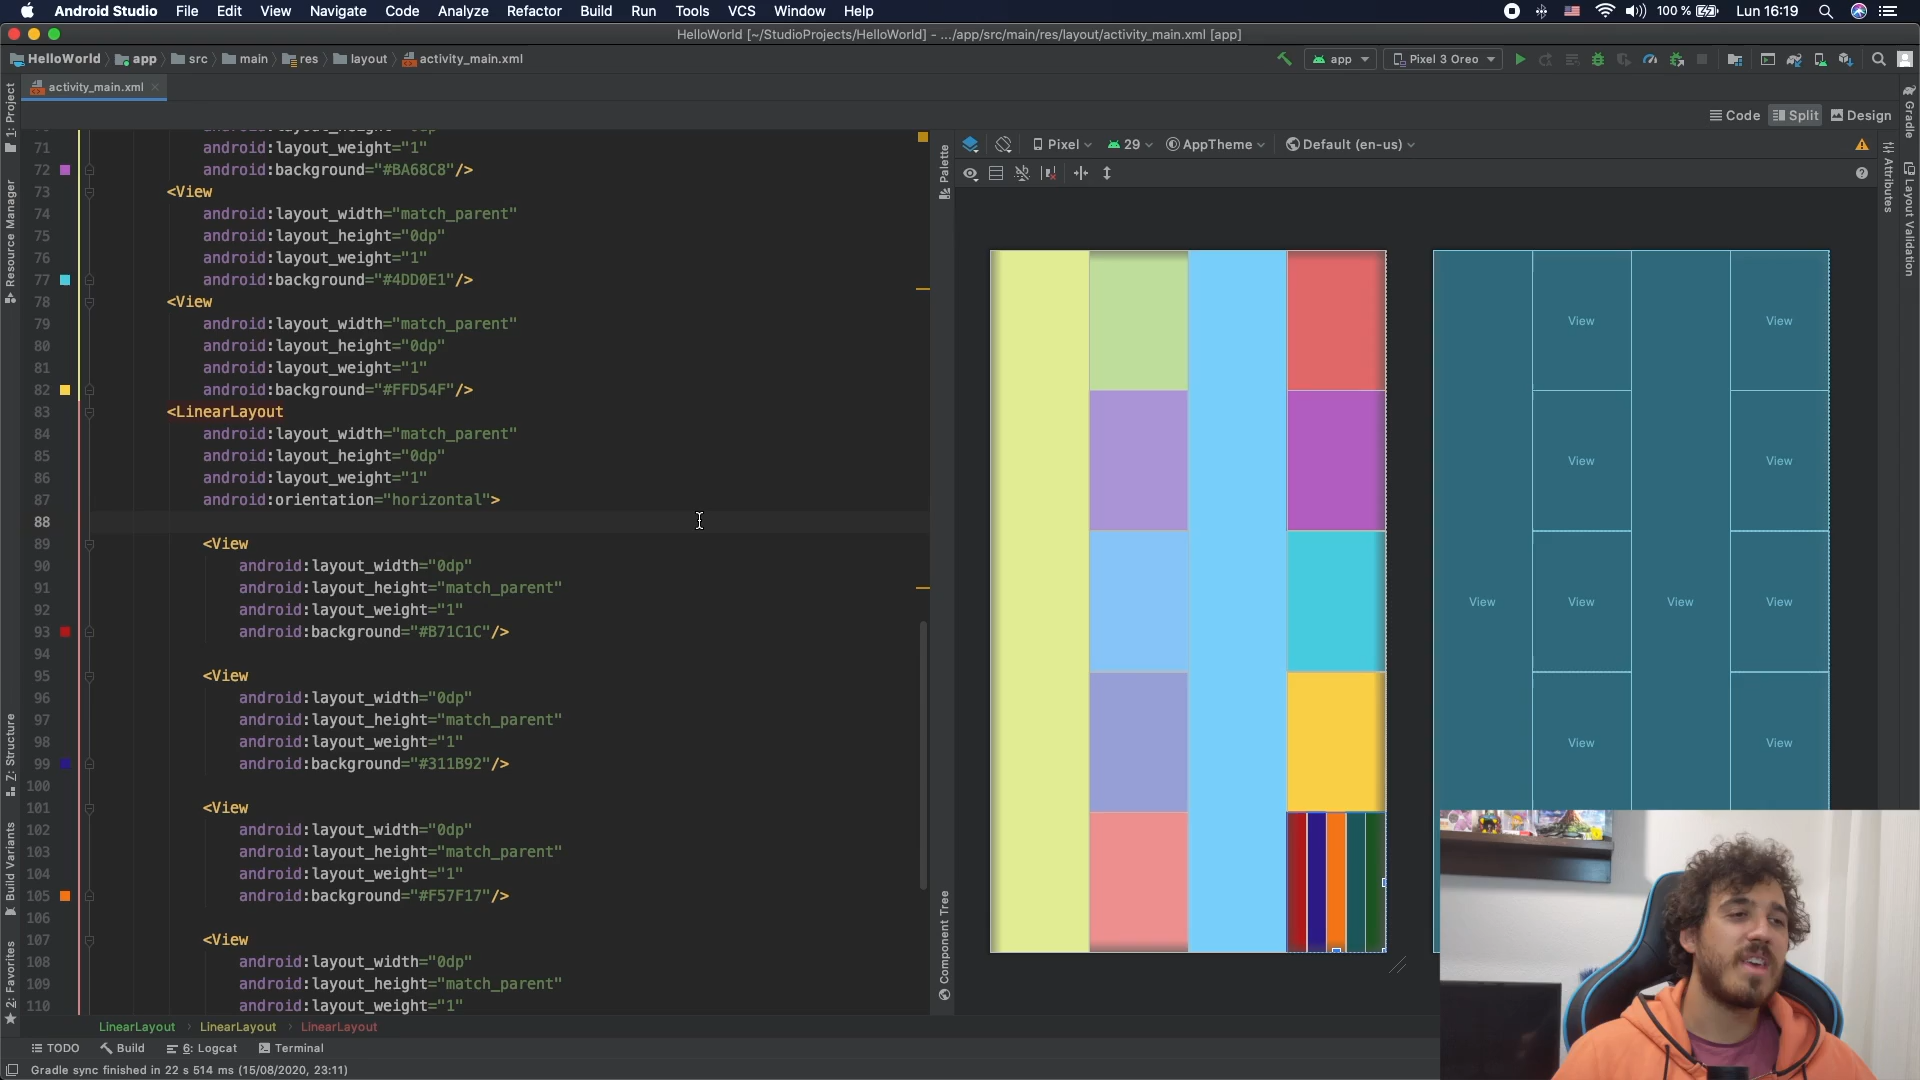 Android Studio File Edit View Navigate Code Analyze Refactor Build Run Tools VCS Window Help 100 % Lun 16:19
HelloWorld [~/StudioProjects/HelloWorld] - .../app/src/main/res/layout/activity_main.xml [app]
HelloWorld app src main res layout activity_main.xml app Pixel 3 Oreo
activity_main.xml
Code Split Design
Pixel 29 AppTheme Default (en-us)
71 android:layout_weight="1"
72 android:background="#BA68C8"/>
73 <View
74 android:layout_width="match_parent"
75 android:layout_height="0dp"
76 android:layout_weight="1"
77 android:background="#4DD0E1"/>
78 <View
79 android:layout_width="match_parent"
80 android:layout_height="0dp"
81 android:layout_weight="1"
82 android:background="#FFD54F"/>
83 <LinearLayout
84 android:layout_width="match_parent"
85 android:layout_height="0dp"
86 android:layout_weight="1"
87 android:orientation="horizontal">
88
89 <View
90 android:layout_width="0dp"
91 android:layout_height="match_parent"
92 android:layout_weight="1"
93 android:background="#B71C1C"/>
94
95 <View
96 android:layout_width="0dp"
97 android:layout_height="match_parent"
98 android:layout_weight="1"
99 android:background="#311B92"/>
100
101 <View
102 android:layout_width="0dp"
103 android:layout_height="match_parent"
104 android:layout_weight="1"
105 android:background="#F57F17"/>
106
107 <View
108 android:layout_width="0dp"
109 android:layout_height="match_parent"
110 android:layout_weight="1"
View View
View View
View View View View
View View
1: Project
Resource Manager
Z: Structure
Build Variants
2: Favorites
Palette
Component Tree
Attributes
Gradle
Layout Validation
LinearLayout LinearLayout LinearLayout
TODO Build 6: Logcat Terminal
Gradle sync finished in 22 s 514 ms (15/08/2020, 23:11)